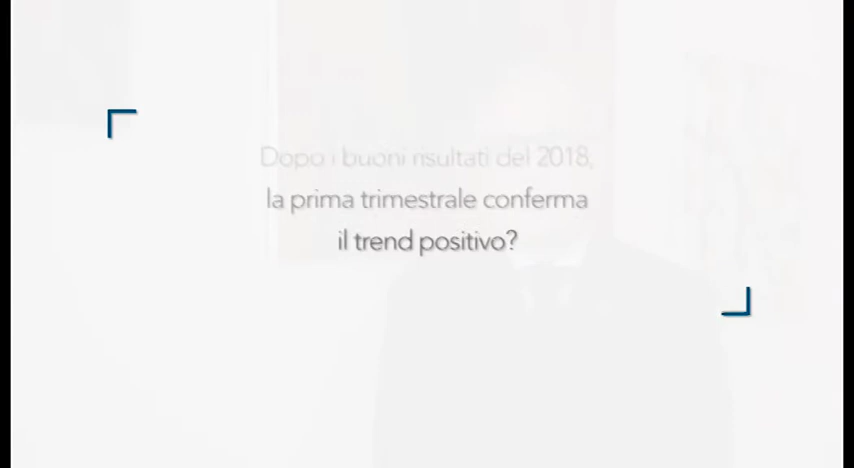 Dopo i buoni risultati del 2018,
la prima trimestrale conferma
il trend positivo?